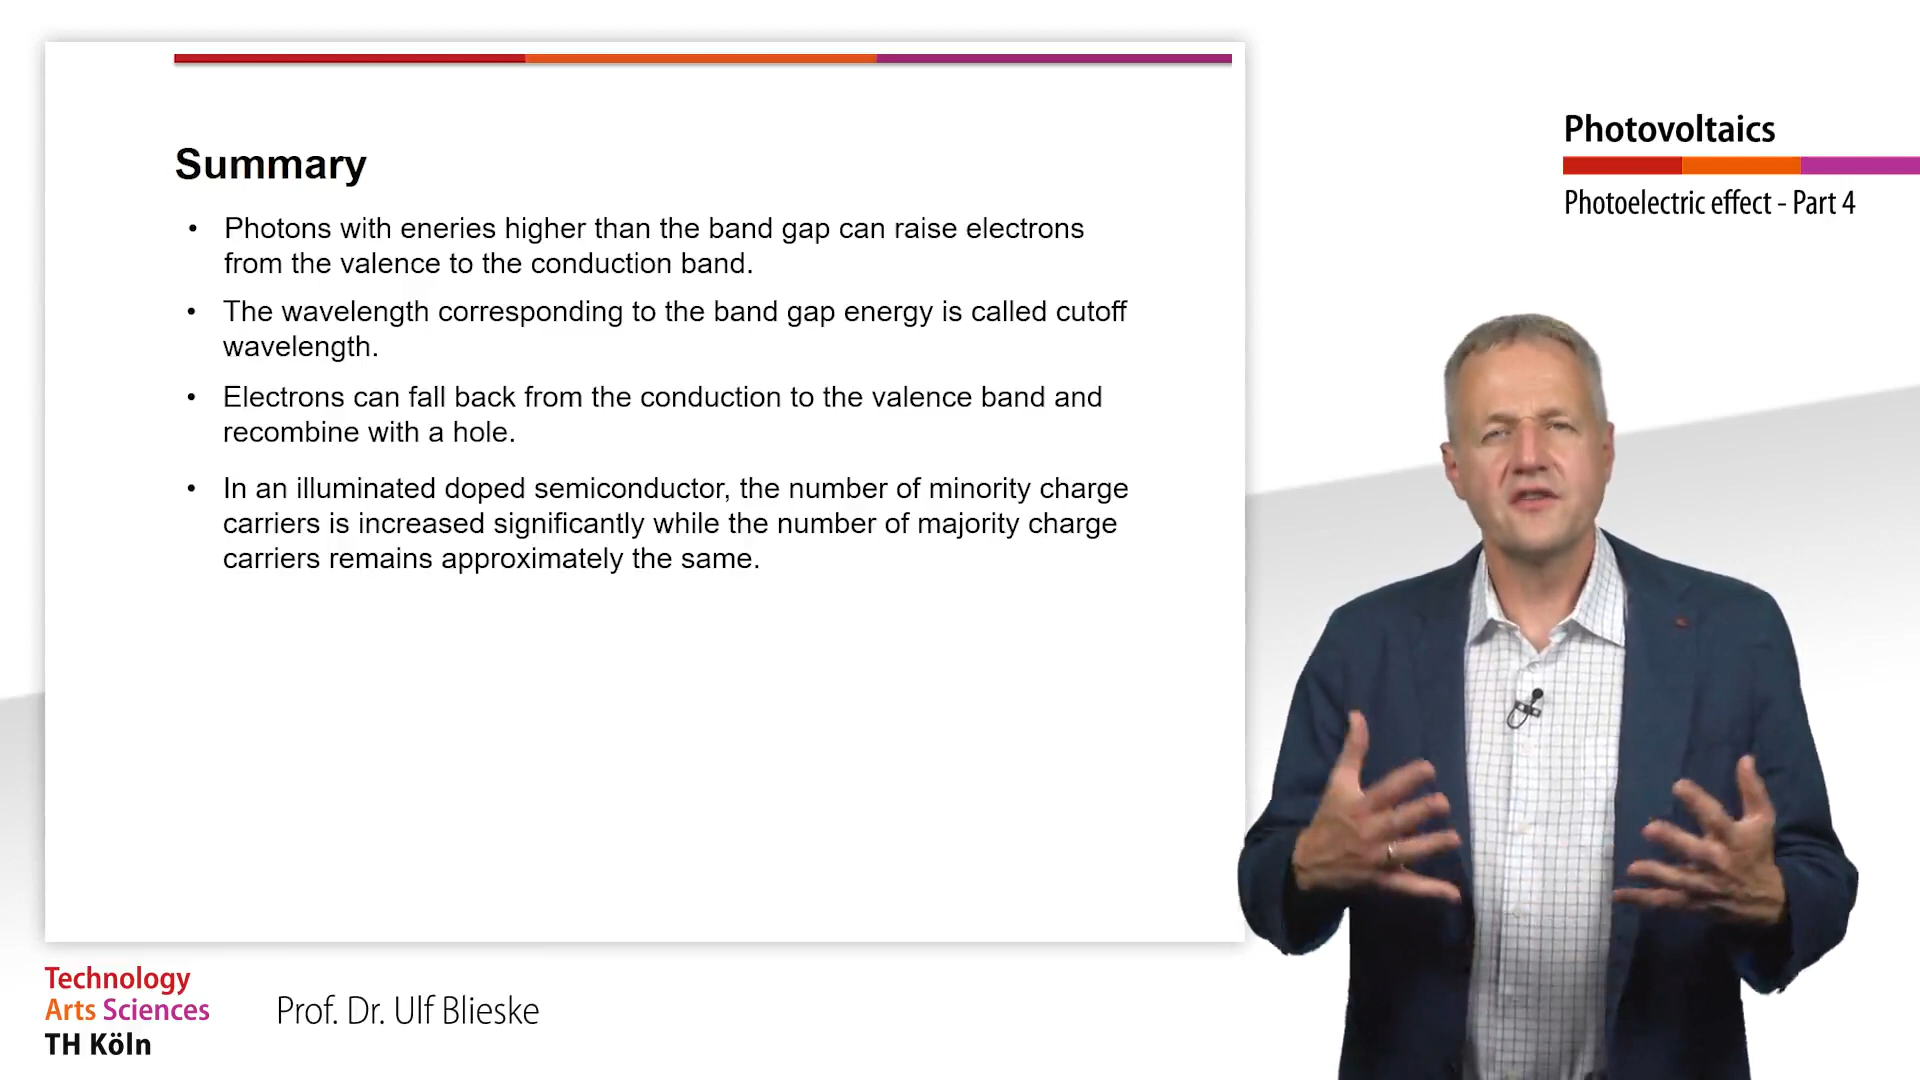 Summary
• Photons with eneries higher than the band gap can raise electrons
from the valence to the conduction band.
• The wavelength corresponding to the band gap energy is called cutoff
wavelength.
• Electrons can fall back from the conduction to the valence band and
recombine with a hole.
• In an illuminated doped semiconductor, the number of minority charge
carriers is increased significantly while the number of majority charge
carriers remains approximately the same.
Photovoltaics
Photoelectric effect - Part 4
Technology
Arts Sciences
TH Köln
Prof. Dr. Ulf Blieske